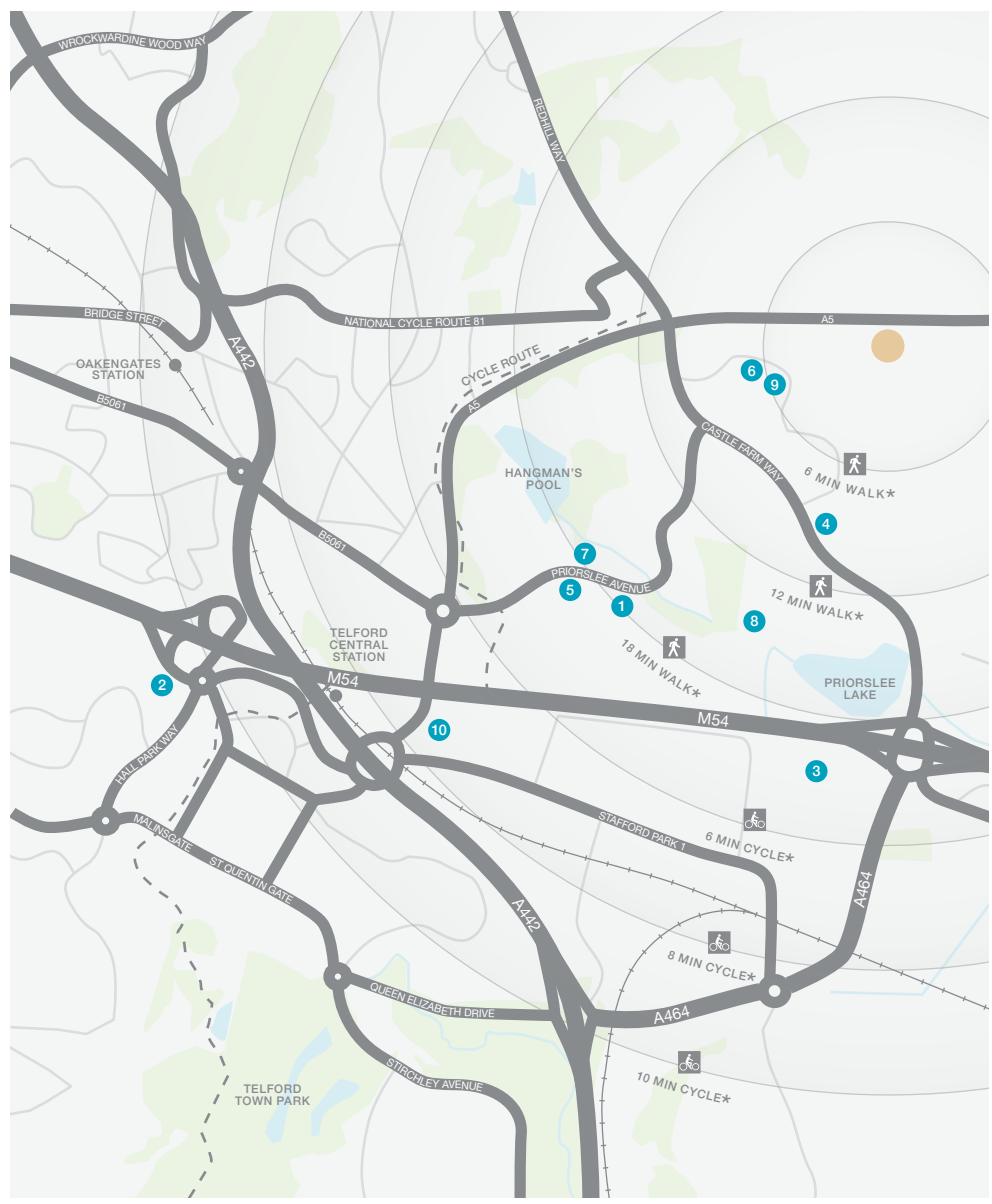 WROCKWARDINE WOOD WAY
REDHILL WAY
BRIDGE STREET
NATIONAL CYCLE ROUTE 81
A5
A442
OAKENGATES
STATION
CYCLE ROUTE
6
9
B5061
A5
CASTLE FARM WAY
HANGMAN'S
POOL
6 MIN WALK*
4
B5061
7
PRIORSLEE AVENUE
5
1
12 MIN WALK*
8
TELFORD
CENTRAL
STATION
18 MIN WALK*
2
M54
PRIORSLEE
LAKE
M54
10
HALL PARK WAY
3
MALINSGATE
STAFFORD PARK 1
6 MIN CYCLE*
ST QUENTIN GATE
A464
A442
8 MIN CYCLE*
QUEEN ELIZABETH DRIVE
A464
STIRCHLEY AVENUE
10 MIN CYCLE*
TELFORD
TOWN PARK